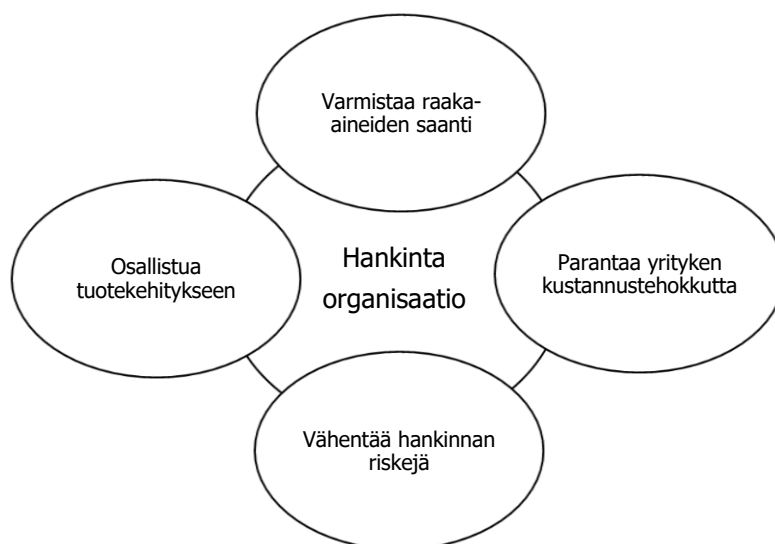 Varmistaa raaka-
aineiden saanti
Osallistua
tuotekehitykseen
Hankinta
organisaatio
Parantaa yrityken
kustannustehokkutta
Vähentää hankinnan
riskejä